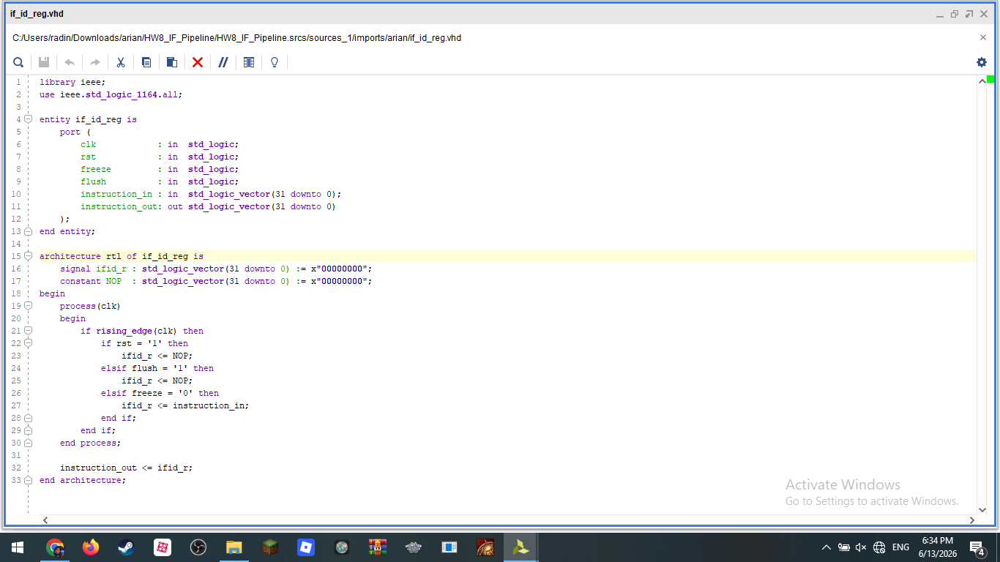 if_id_reg.vhd
C:/Users/radin/Downloads/arian/HW8_IF_Pipeline/HW8_IF_Pipeline.srcs/sources_1/imports/arian/if_id_reg.vhd
1 library ieee;
2 use ieee.std_logic_1164.all;
3
4 entity if_id_reg is
5     port (
6         clk            : in  std_logic;
7         rst            : in  std_logic;
8         freeze         : in  std_logic;
9         flush          : in  std_logic;
10         instruction_in : in  std_logic_vector(31 downto 0);
11         instruction_out: out std_logic_vector(31 downto 0)
12     );
13 end entity;
14
15 architecture rtl of if_id_reg is
16     signal ifid_r : std_logic_vector(31 downto 0) := x"00000000";
17     constant NOP  : std_logic_vector(31 downto 0) := x"00000000";
18 begin
19     process(clk)
20     begin
21         if rising_edge(clk) then
22             if rst = '1' then
23                 ifid_r <= NOP;
24             elsif flush = '1' then
25                 ifid_r <= NOP;
26             elsif freeze = '0' then
27                 ifid_r <= instruction_in;
28             end if;
29         end if;
30     end process;
31
32     instruction_out <= ifid_r;
33 end architecture;
Activate Windows
Go to Settings to activate Windows.
ENG
6:34 PM
6/13/2026
4